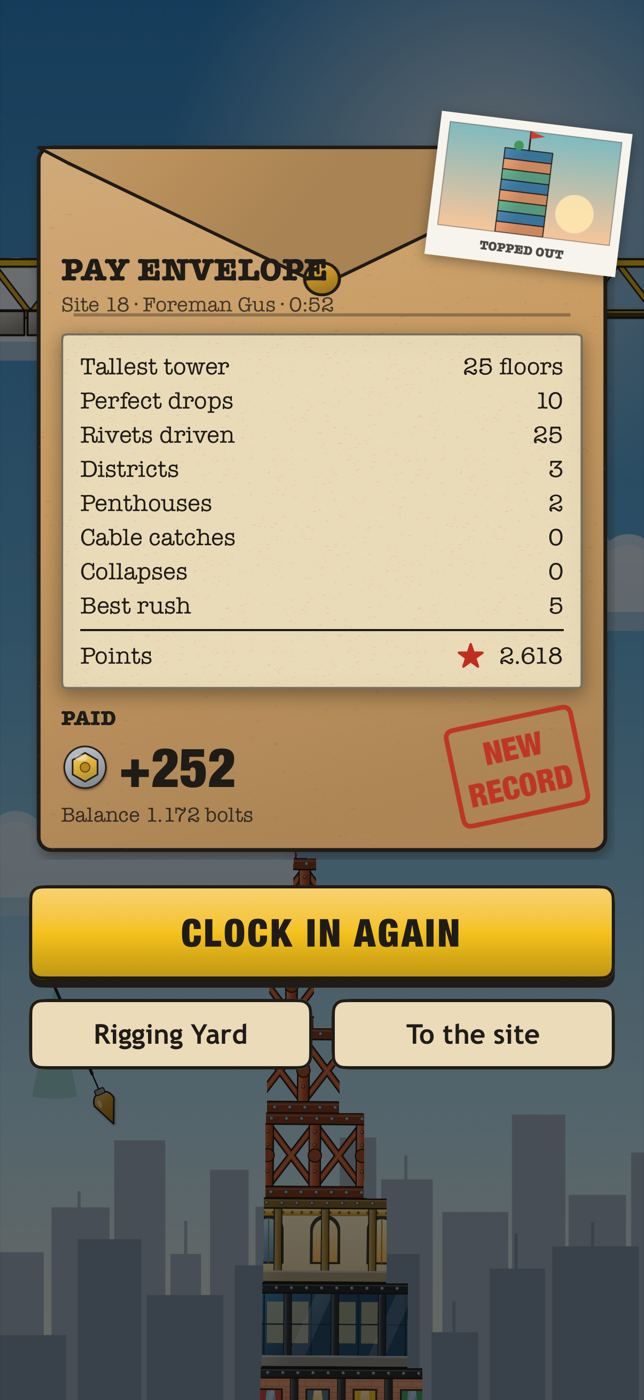 TOPPED OUT
PAY ENVELOPE
Site 18 · Foreman Gus · 0:52
Tallest tower 25 floors
Perfect drops 10
Rivets driven 25
Districts 3
Penthouses 2
Cable catches 0
Collapses 0
Best rush 5
Points 2.618
PAID
+252
Balance 1.172 bolts
NEW
RECORD
CLOCK IN AGAIN
Rigging Yard
To the site